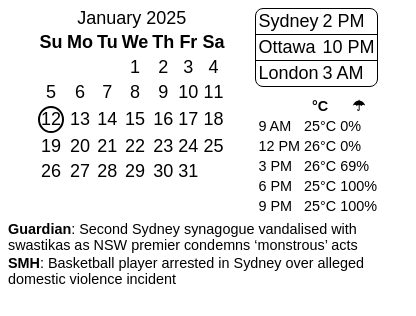 January 2025
Su Mo Tu We Th Fr Sa
1 2 3 4
5 6 7 8 9 10 11
12 13 14 15 16 17 18
19 20 21 22 23 24 25
26 27 28 29 30 31
Sydney 2 PM
Ottawa 10 PM
London 3 AM
°C ☂
9 AM 25°C 0%
12 PM 26°C 0%
3 PM 26°C 69%
6 PM 25°C 100%
9 PM 25°C 100%
Guardian: Second Sydney synagogue vandalised with
swastikas as NSW premier condemns ‘monstrous’ acts
SMH: Basketball player arrested in Sydney over alleged
domestic violence incident